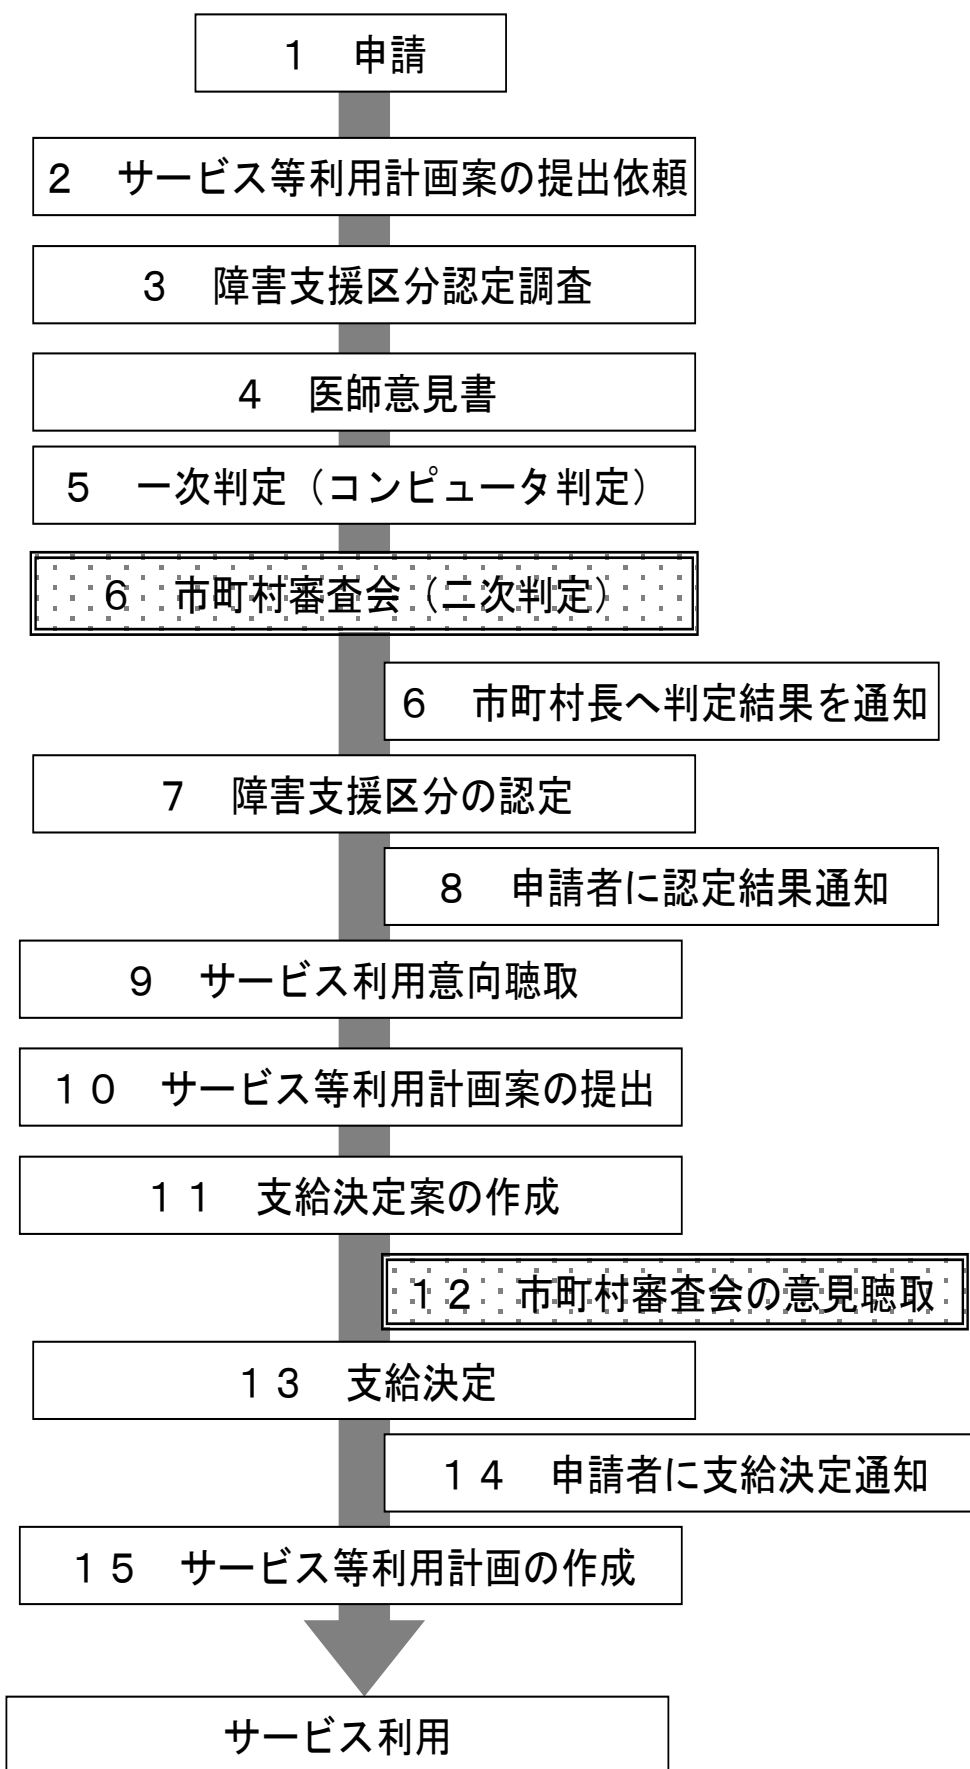 １　申請
２　サービス等利用計画案の提出依頼
３　障害支援区分認定調査
４　医師意見書
５　一次判定（コンピュータ判定）
６　市町村審査会（二次判定）
６　市町村長へ判定結果を通知
７　障害支援区分の認定
８　申請者に認定結果通知
９　サービス利用意向聴取
１０　サービス等利用計画案の提出
１１　支給決定案の作成
１２　市町村審査会の意見聴取
１３　支給決定
１４　申請者に支給決定通知
１５　サービス等利用計画の作成
サービス利用